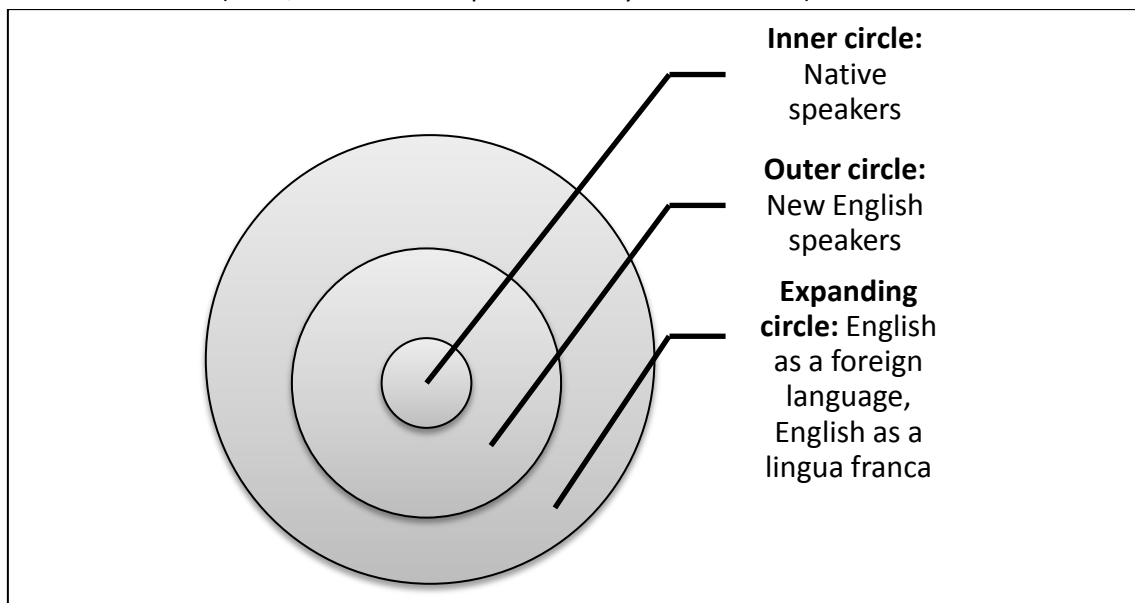 Inner circle:
Native
speakers
Outer circle:
New English
speakers
Expanding
circle: English
as a foreign
language,
English as a
lingua franca